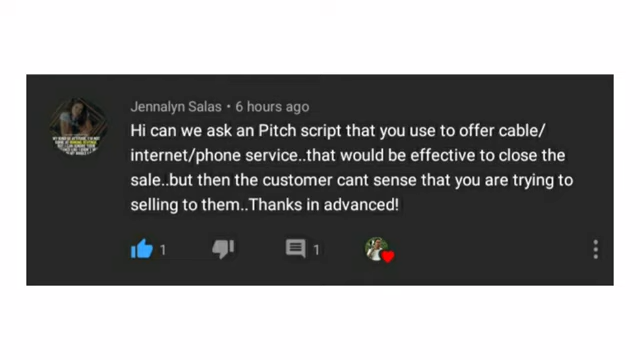 Jennalyn Salas • 6 hours ago
Hi can we ask an Pitch script that you use to offer cable/
internet/phone service..that would be effective to close the
sale..but then the customer cant sense that you are trying to
selling to them..Thanks in advanced!
1
1